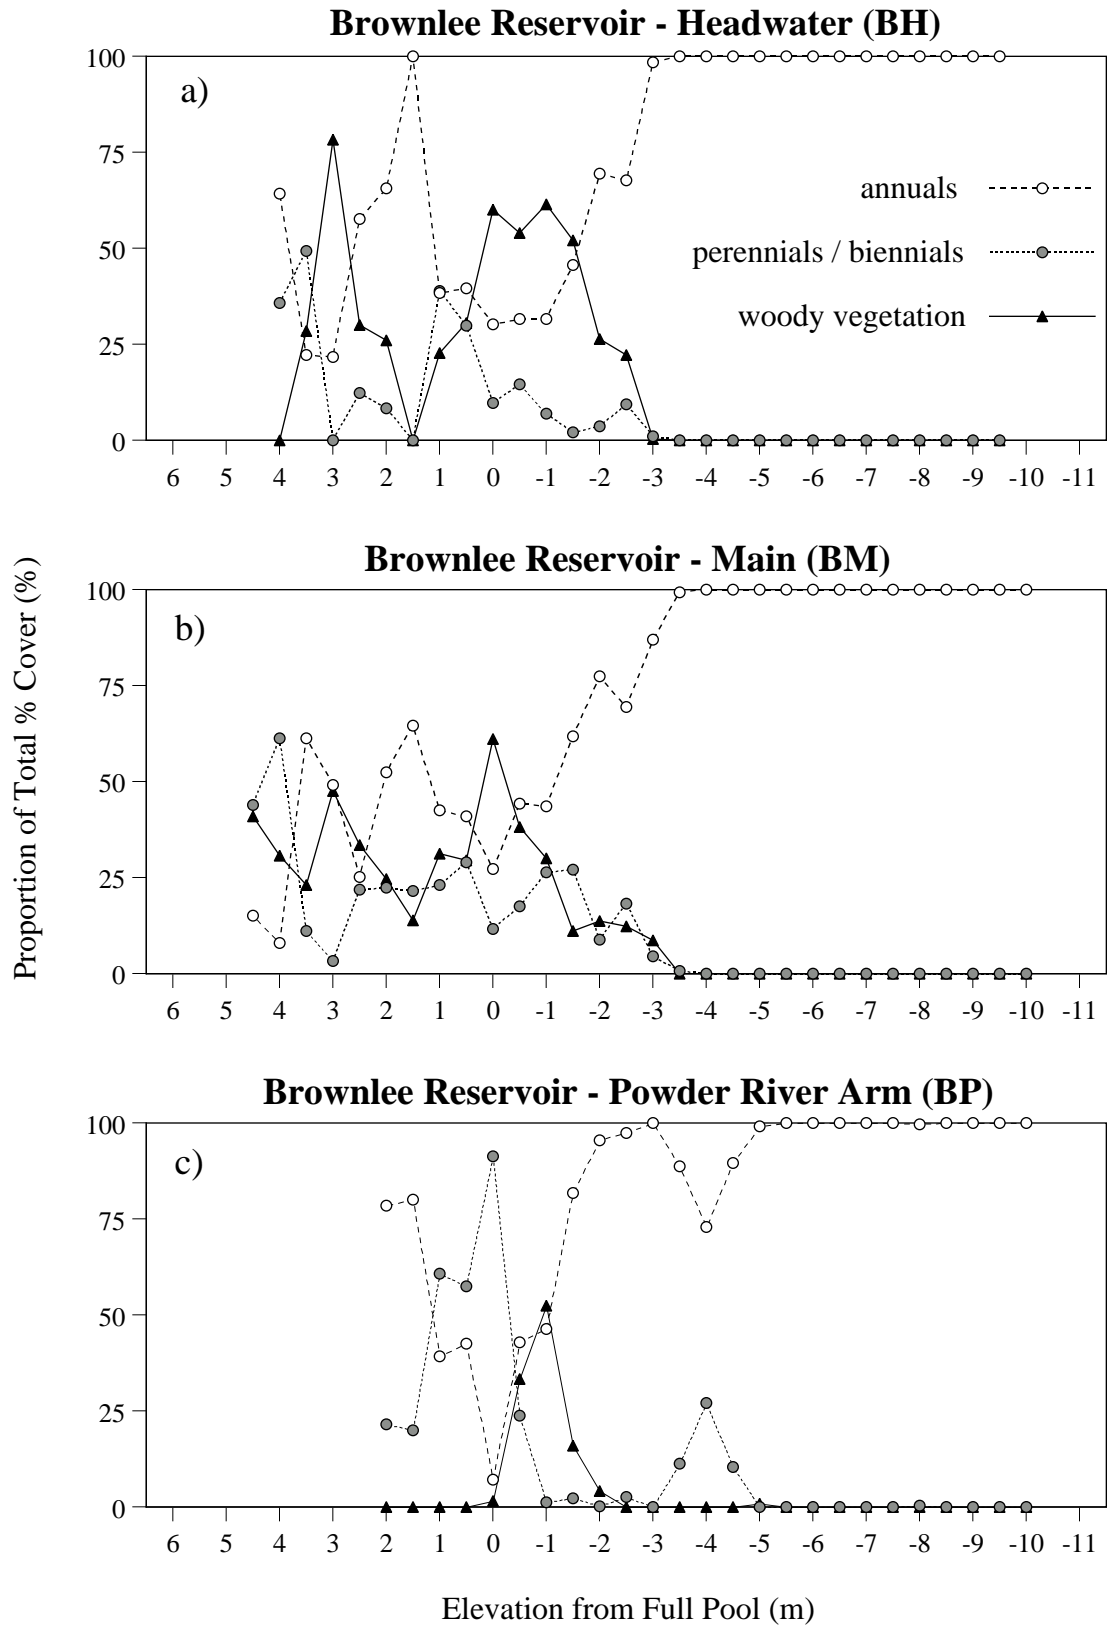 Brownlee Reservoir - Headwater (BH)
a)
100
75
50
25
0
annuals
perennials / biennials
woody vegetation
6 5 4 3 2 1 0 -1 -2 -3 -4 -5 -6 -7 -8 -9 -10 -11
Brownlee Reservoir - Main (BM)
b)
100
75
50
25
0
6 5 4 3 2 1 0 -1 -2 -3 -4 -5 -6 -7 -8 -9 -10 -11
Proportion of Total % Cover (%)
Brownlee Reservoir - Powder River Arm (BP)
c)
100
75
50
25
0
6 5 4 3 2 1 0 -1 -2 -3 -4 -5 -6 -7 -8 -9 -10 -11
Elevation from Full Pool (m)